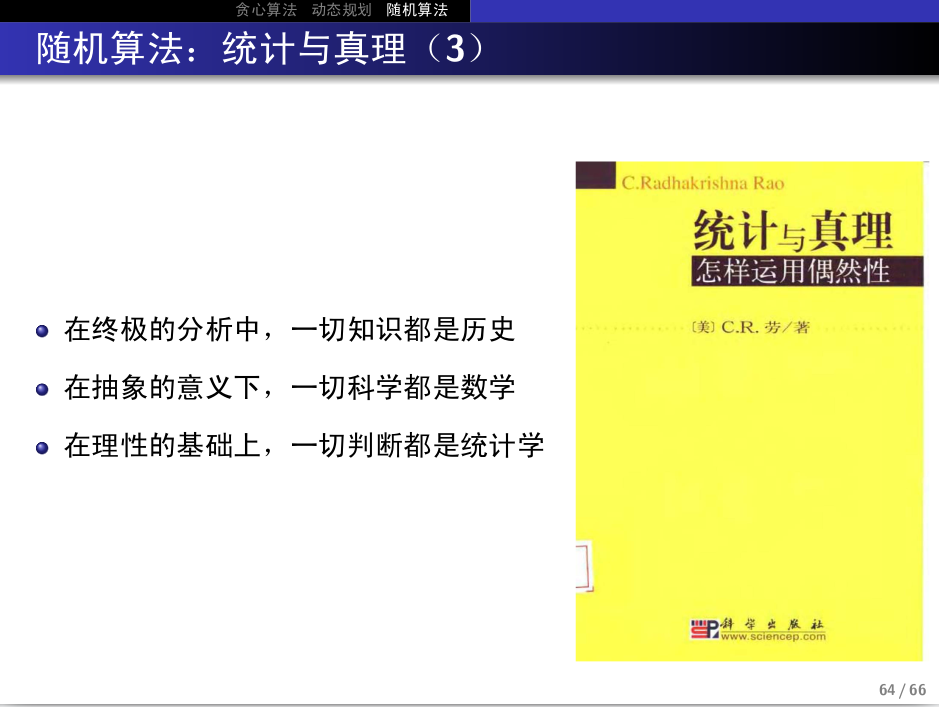 贪心算法 动态规划 随机算法
随机算法：统计与真理（3）
在终极的分析中，一切知识都是历史
在抽象的意义下，一切科学都是数学
在理性的基础上，一切判断都是统计学
C.Radhakrishna Rao
统计与真理
怎样运用偶然性
〔美〕C.R. 劳/著
科学出版社
www.sciencep.com
64 / 66